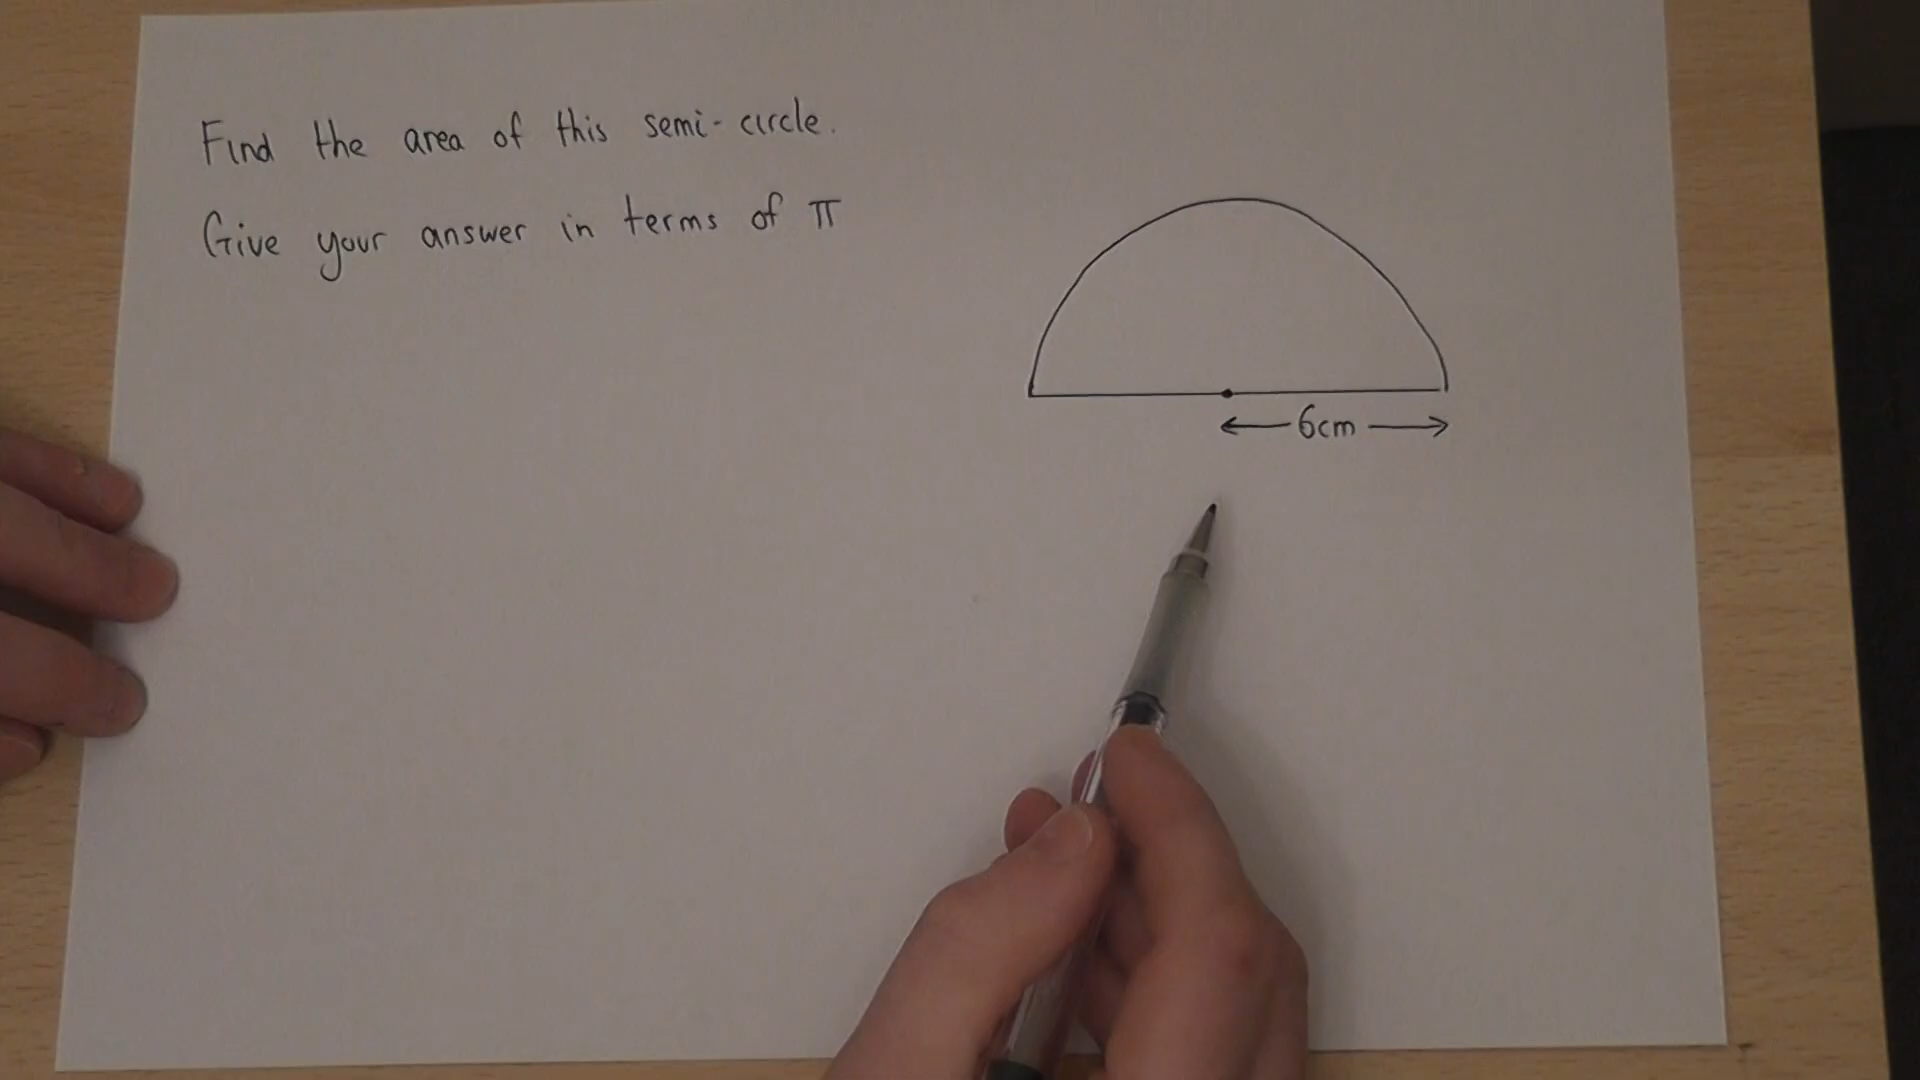 Find the area of this semi-circle.
Give your answer in terms of π
6cm